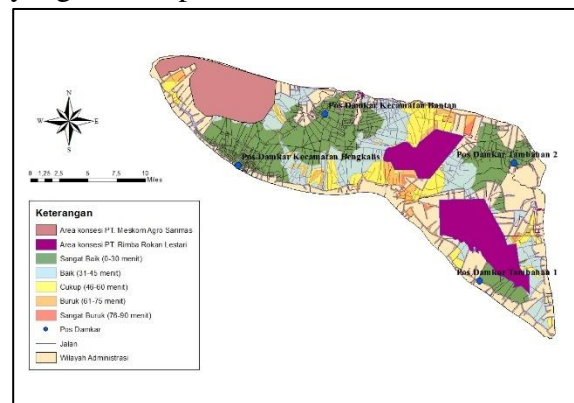 N
W E
S
Pos Damkar Kecamatan Bantan
Pos Damkar Kecamatan Bengkalis
Pos Damkar Tambahan 2
Pos Damkar Tambahan 1
0 1,25 2,5 5 7,5 10
Miles
Keterangan
Area konsesi PT. Meskom Agro Sarimas
Area konsesi PT. Rimba Rokan Lestari
Sangat Baik (0-30 menit)
Baik (31-45 menit)
Cukup (46-60 menit)
Buruk (61-75 menit)
Sangat Buruk (76-90 menit)
Pos Damkar
Jalan
Wilayah Administrasi